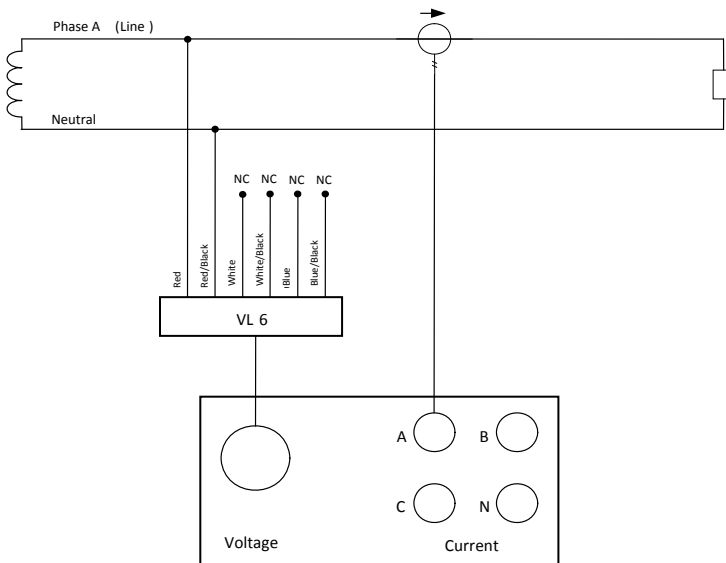 Phase A (Line )
Neutral
NC NC NC NC
Red
Red/Black
White
White/Black
Blue
Blue/Black
VL 6
A
B
C
N
Voltage
Current